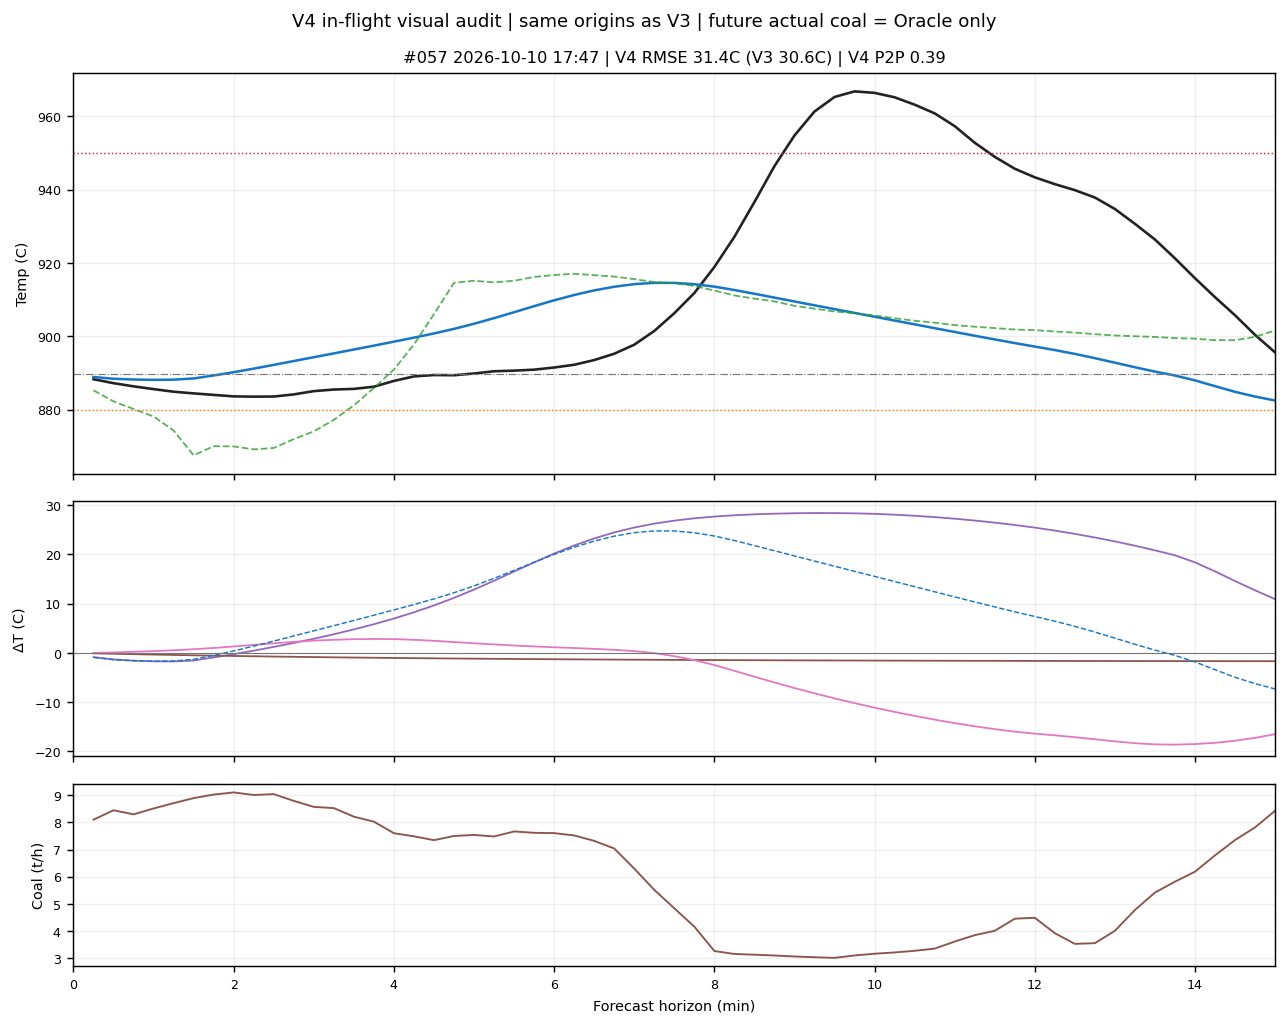 V4 in-flight visual audit | same origins as V3 | future actual coal = Oracle only
#057 2026-10-10 17:47 | V4 RMSE 31.4C (V3 30.6C) | V4 P2P 0.39
Temp (C)
960
940
920
900
880
ΔT (C)
30
20
10
0
−10
−20
Coal (t/h)
9
8
7
6
5
4
3
0 2 4 6 8 10 12 14
Forecast horizon (min)